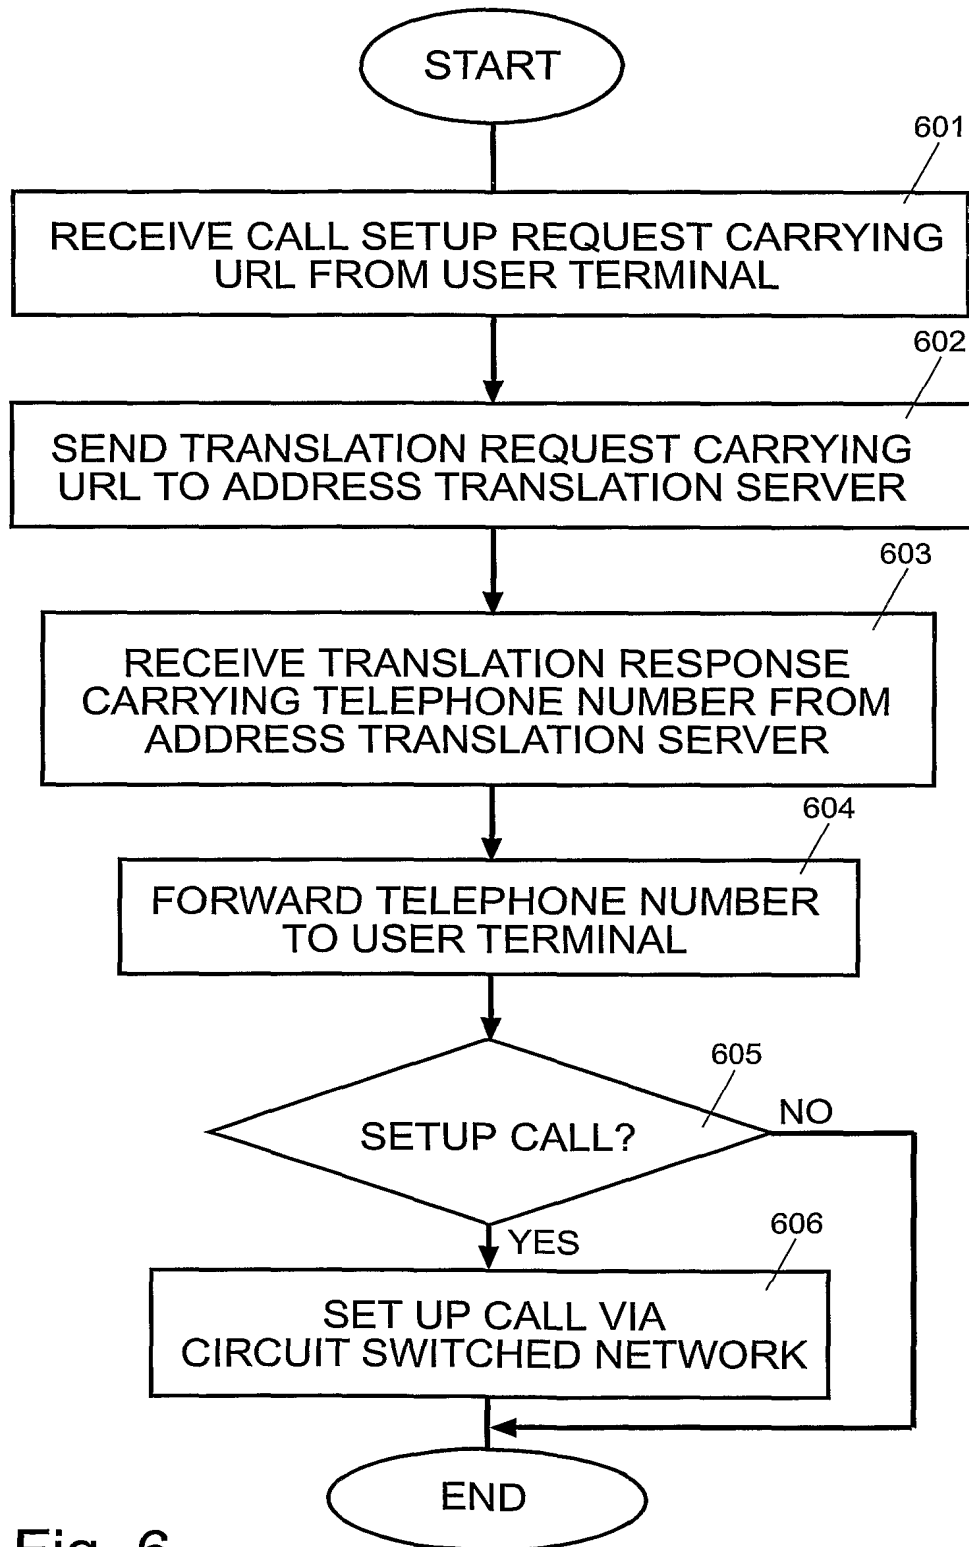 START
601
RECEIVE CALL SETUP REQUEST CARRYING
URL FROM USER TERMINAL
602
SEND TRANSLATION REQUEST CARRYING
URL TO ADDRESS TRANSLATION SERVER
603
RECEIVE TRANSLATION RESPONSE
CARRYING TELEPHONE NUMBER FROM
ADDRESS TRANSLATION SERVER
604
FORWARD TELEPHONE NUMBER
TO USER TERMINAL
605
SETUP CALL?
NO
YES
606
SET UP CALL VIA
CIRCUIT SWITCHED NETWORK
END
Fig. 6